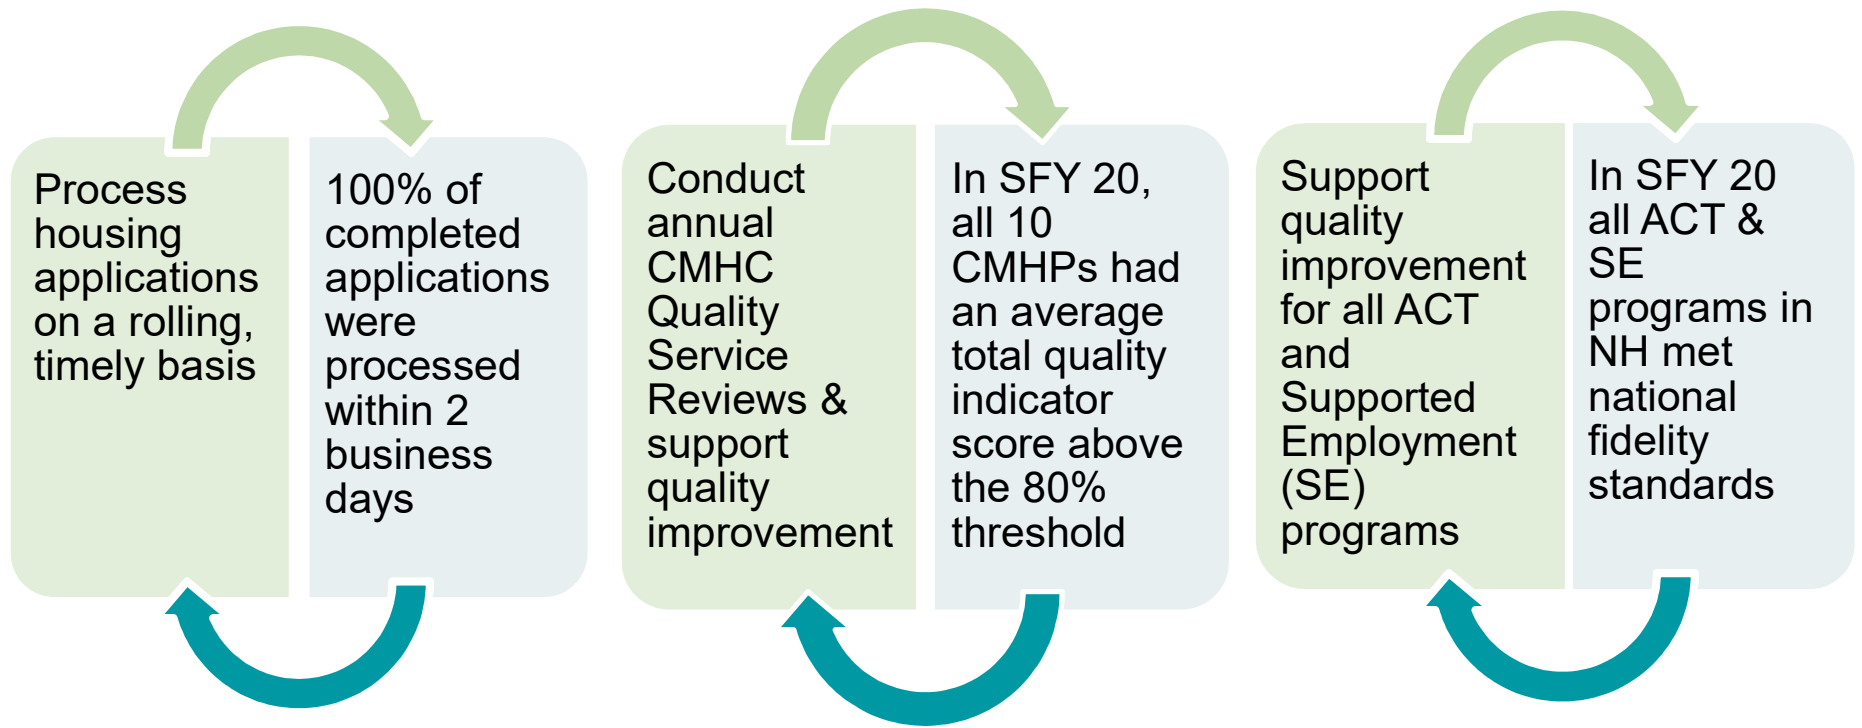 Process
housing
applications
on a rolling,
timely basis
100% of
completed
applications
were
processed
within 2
business
days
Conduct
annual
CMHC
Quality
Service
Reviews &
support
quality
improvement
In SFY 20,
all 10
CMHPs had
an average
total quality
indicator
score above
the 80%
threshold
Support
quality
improvement
for all ACT
and
Supported
Employment
(SE)
programs
In SFY 20
all ACT &
SE
programs in
NH met
national
fidelity
standards